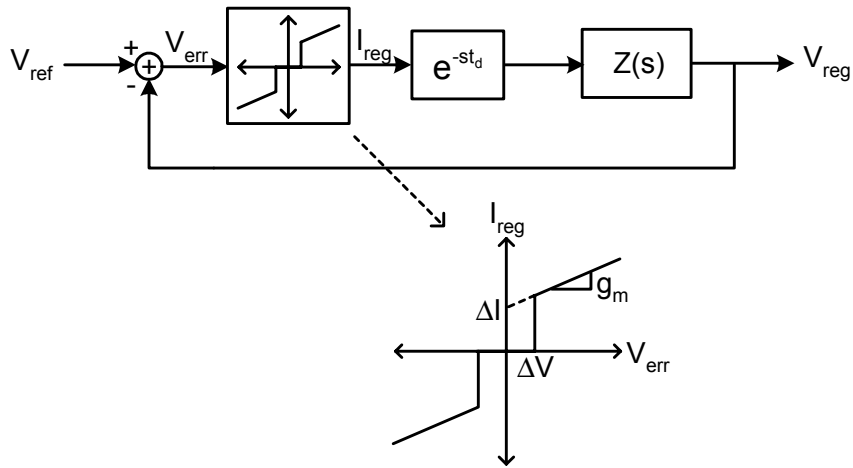 V_ref
+
-
+
V_err
I_reg
e^-st_d
Z(s)
V_reg
I_reg
ΔI
g_m
ΔV
V_err